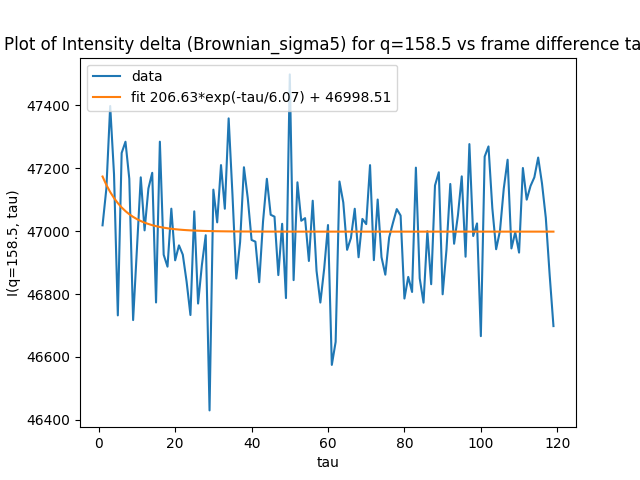 Plot of Intensity delta (Brownian_sigma5) for q=158.5 vs frame difference ta
data
fit 206.63*exp(-tau/6.07) + 46998.51
I(q=158.5, tau)
47400
47200
47000
46800
46600
46400
0 20 40 60 80 100 120
tau